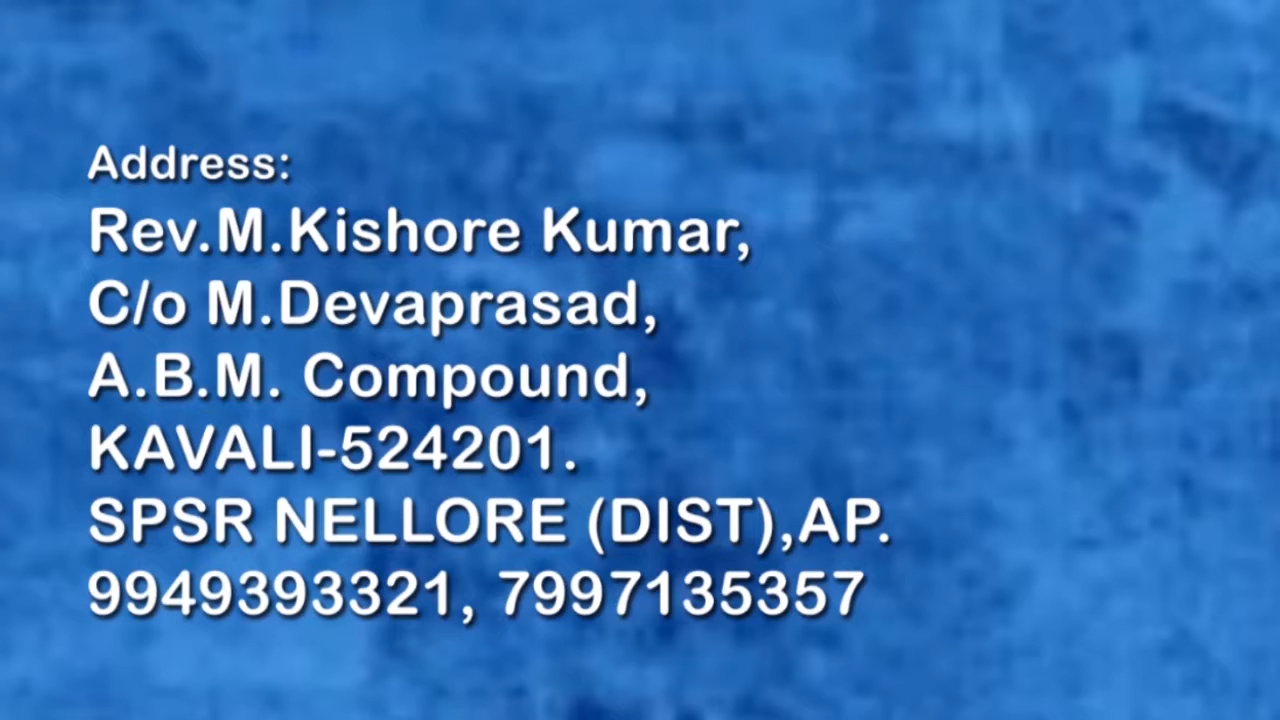 Address:
Rev.M.Kishore Kumar,
C/o M.Devaprasad,
A.B.M. Compound,
KAVALI-524201.
SPSR NELLORE (DIST),AP.
9949393321, 7997135357